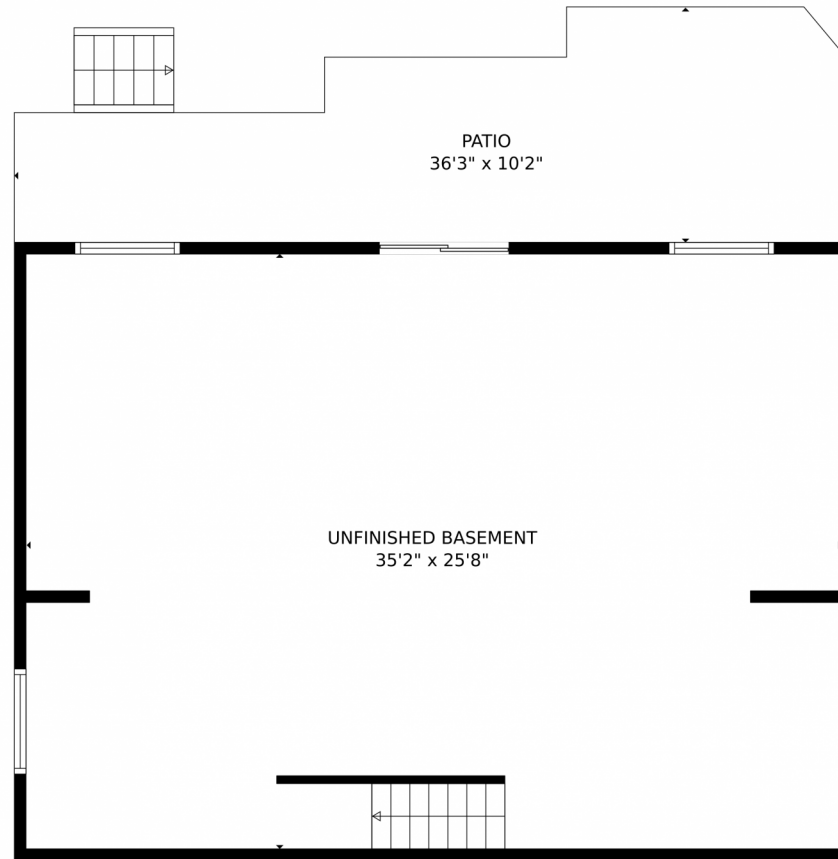 PATIO
36'3" x 10'2"
UNFINISHED BASEMENT
35'2" x 25'8"